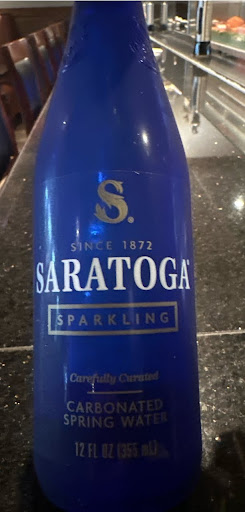 S.
SINCE 1872
SARATOGA®
SPARKLING
Carefully Curated
CARBONATED
SPRING WATER
12 FL OZ (355 mL)